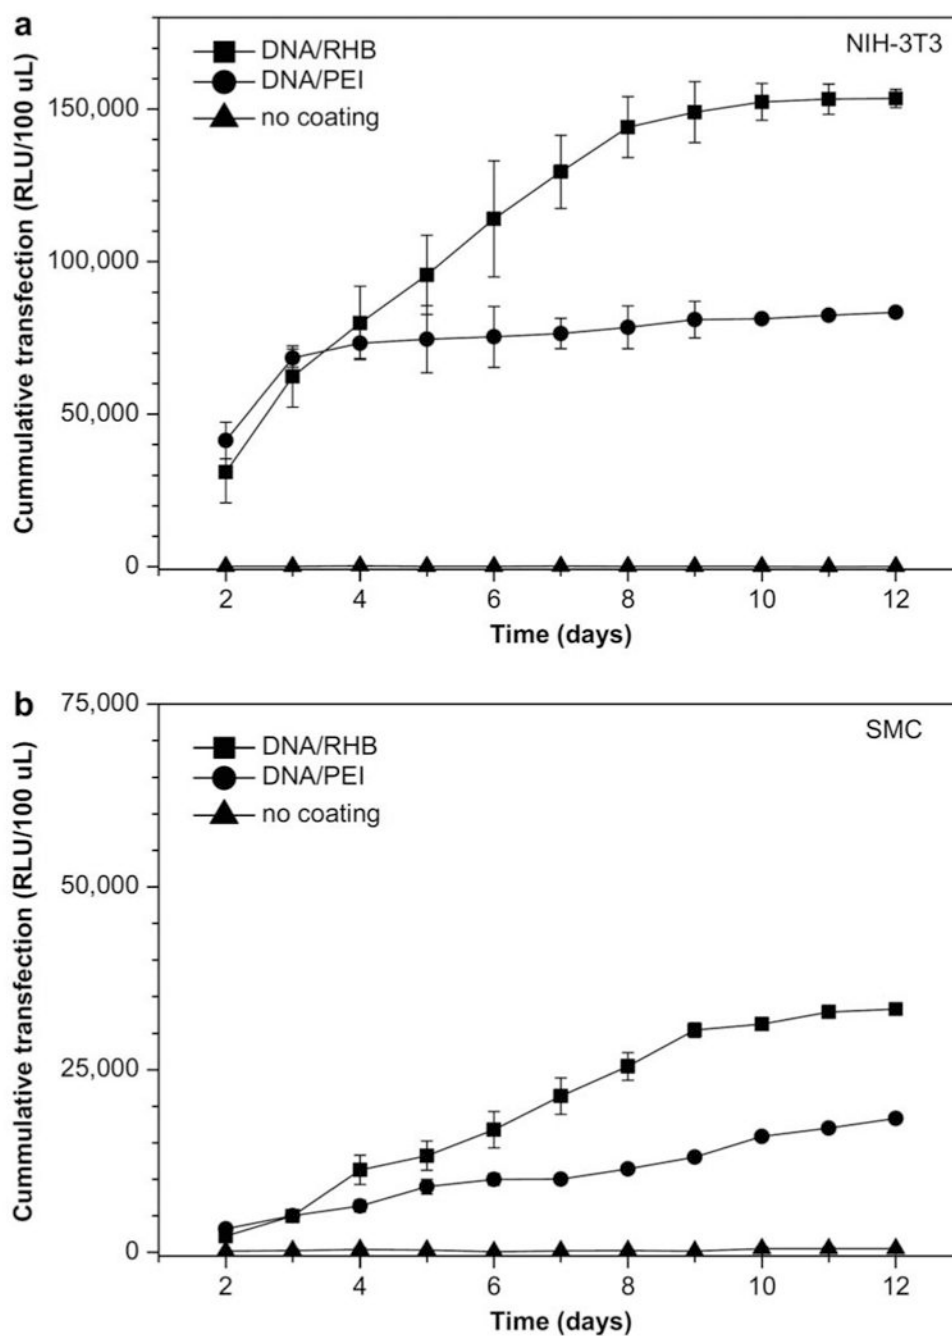 a
DNA/RHB
DNA/PEI
no coating
NIH-3T3
Cummulative transfection (RLU/100 uL)
150,000
100,000
50,000
0
2 4 6 8 10 12
Time (days)
b
DNA/RHB
DNA/PEI
no coating
SMC
Cummulative transfection (RLU/100 uL)
75,000
50,000
25,000
0
2 4 6 8 10 12
Time (days)